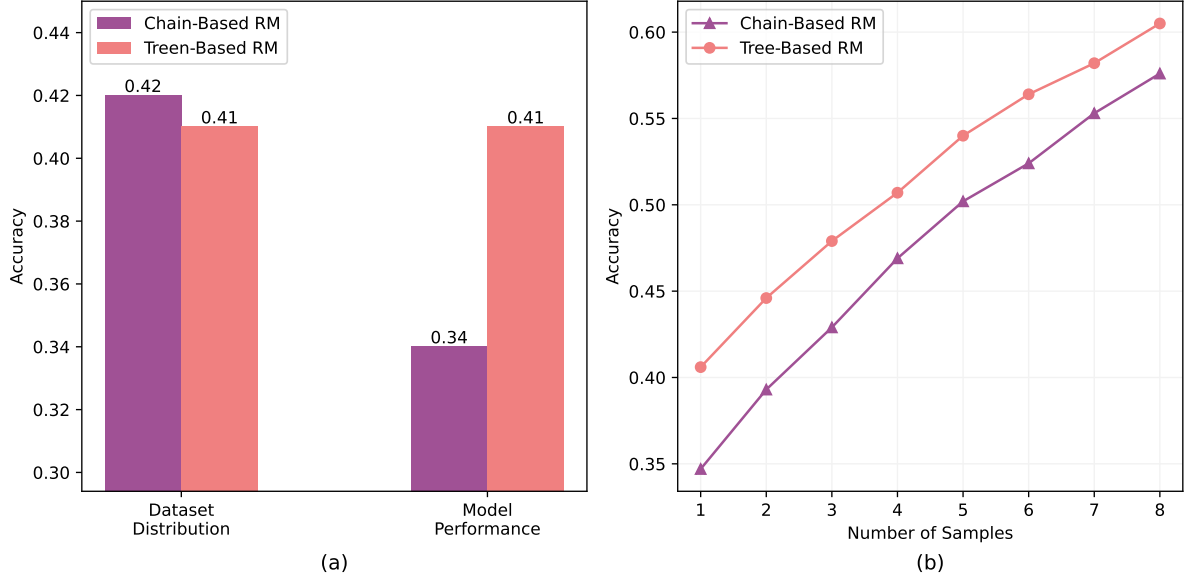 0.44
0.42
0.40
0.38
0.36
0.34
0.32
0.30
Accuracy
Chain-Based RM
Treen-Based RM
0.42
0.41
0.34
0.41
Dataset
Distribution
Model
Performance
(a)
0.60
0.55
0.50
0.45
0.40
0.35
Accuracy
Chain-Based RM
Tree-Based RM
1 2 3 4 5 6 7 8
Number of Samples
(b)